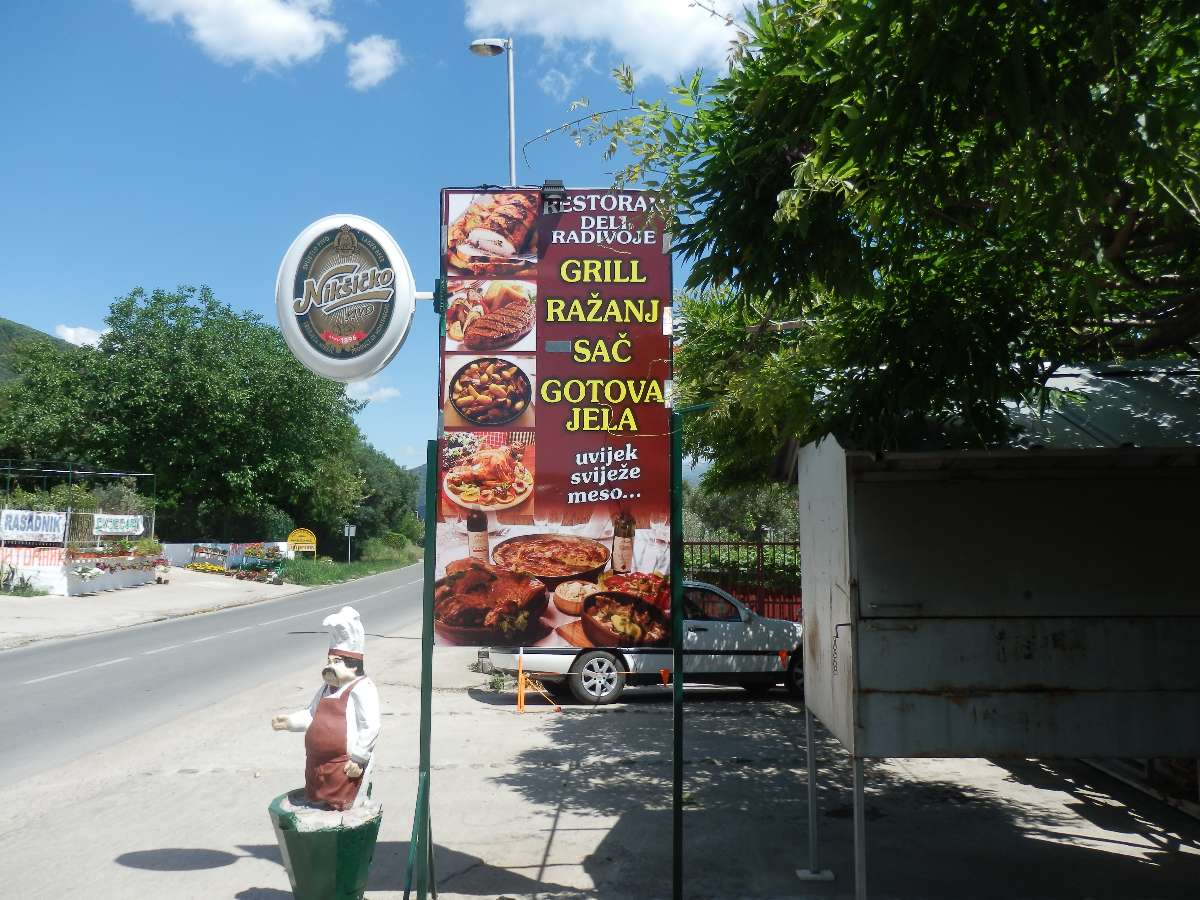 Nikšićko
RESTORAN
DELI
RADIVOJE
GRILL
RAŽANJ
SAČ
GOTOVA
JELA
uvijek
svježe
meso...
RASADNIK